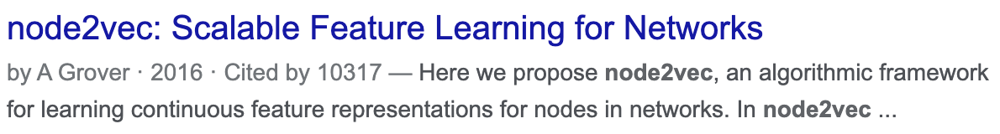 node2vec: Scalable Feature Learning for Networks
by A Grover · 2016 · Cited by 10317 — Here we propose node2vec, an algorithmic framework
for learning continuous feature representations for nodes in networks. In node2vec ...